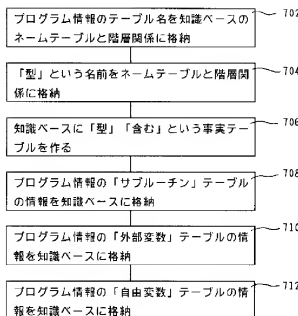 プログラム情報のテーブル名を知識ベースの
ネームテーブルと階層関係に格納
702
「型」という名前をネームテーブルと階層関
係に格納
704
知識ベースに「型」「含む」という事実テー
ブルを作る
706
プログラム情報の「サブルーチン」テーブル
の情報を知識ベースに格納
708
プログラム情報の「外部変数」テーブルの情
報を知識ベースに格納
710
プログラム情報の「自由変数」テーブルの情
報を知識ベースに格納
712